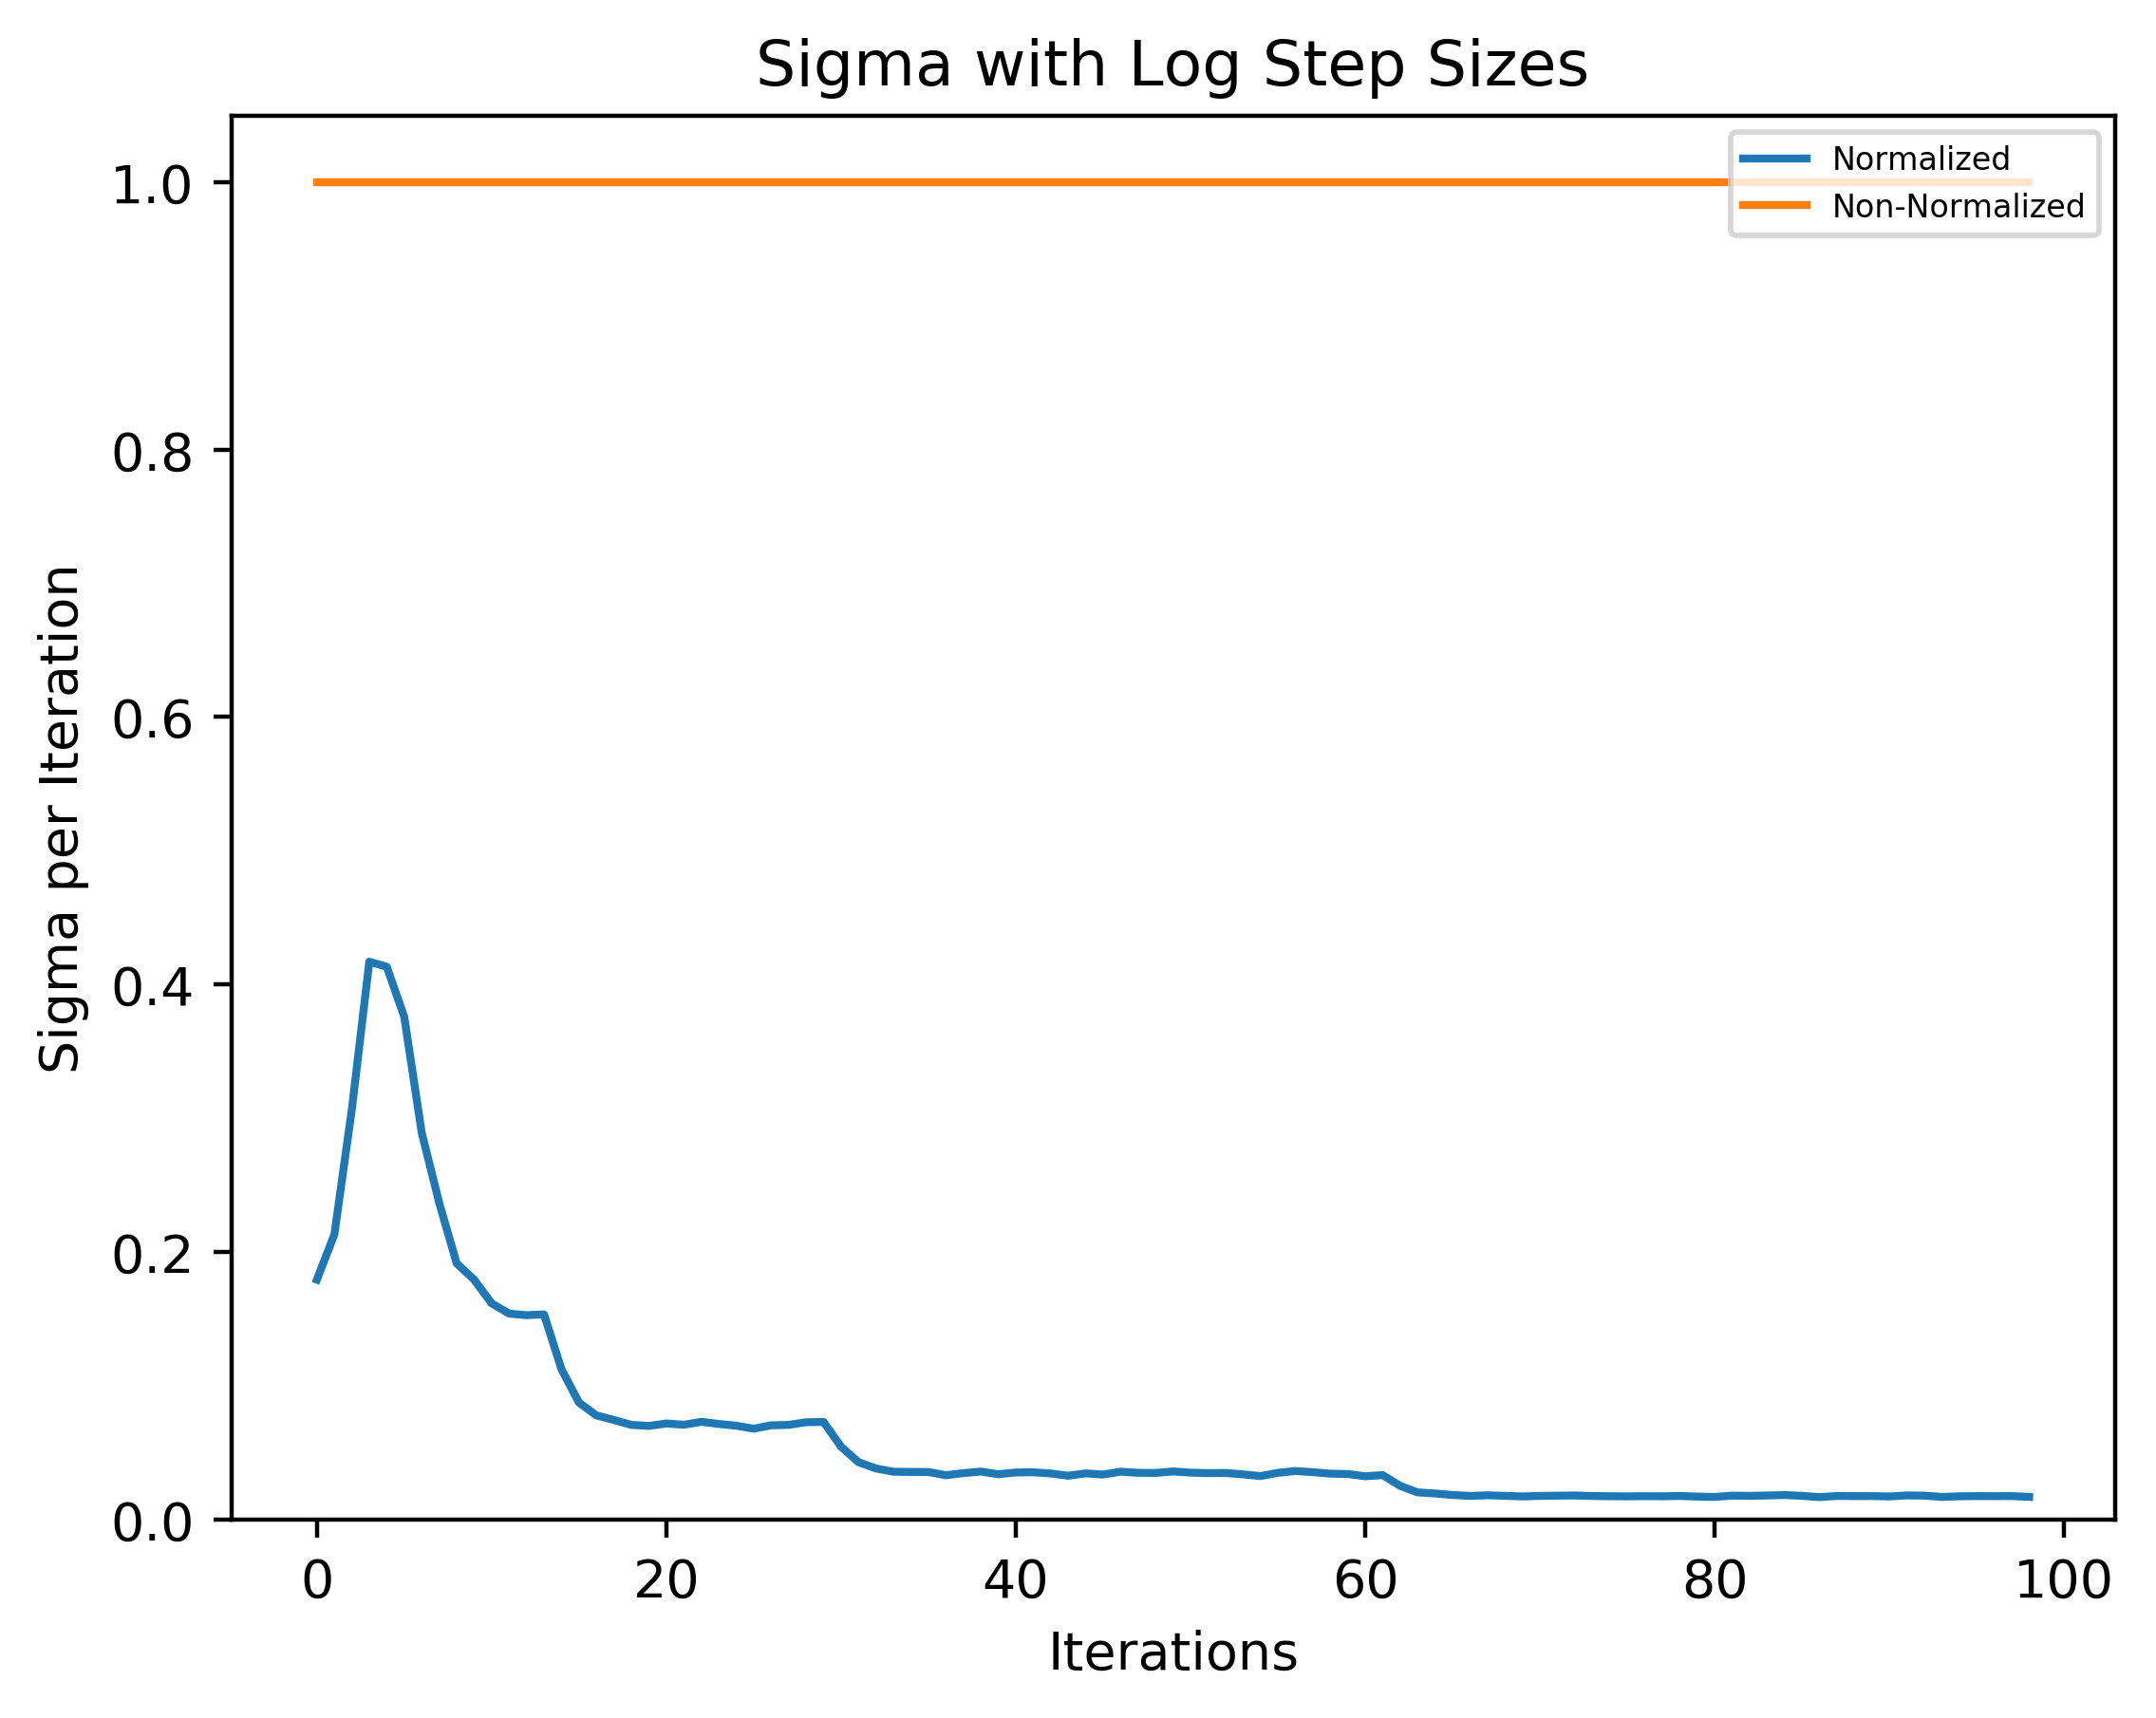 Sigma with Log Step Sizes
Normalized
Non-Normalized
1.0
0.8
0.6
0.4
0.2
0.0
Sigma per Iteration
0 20 40 60 80 100
Iterations